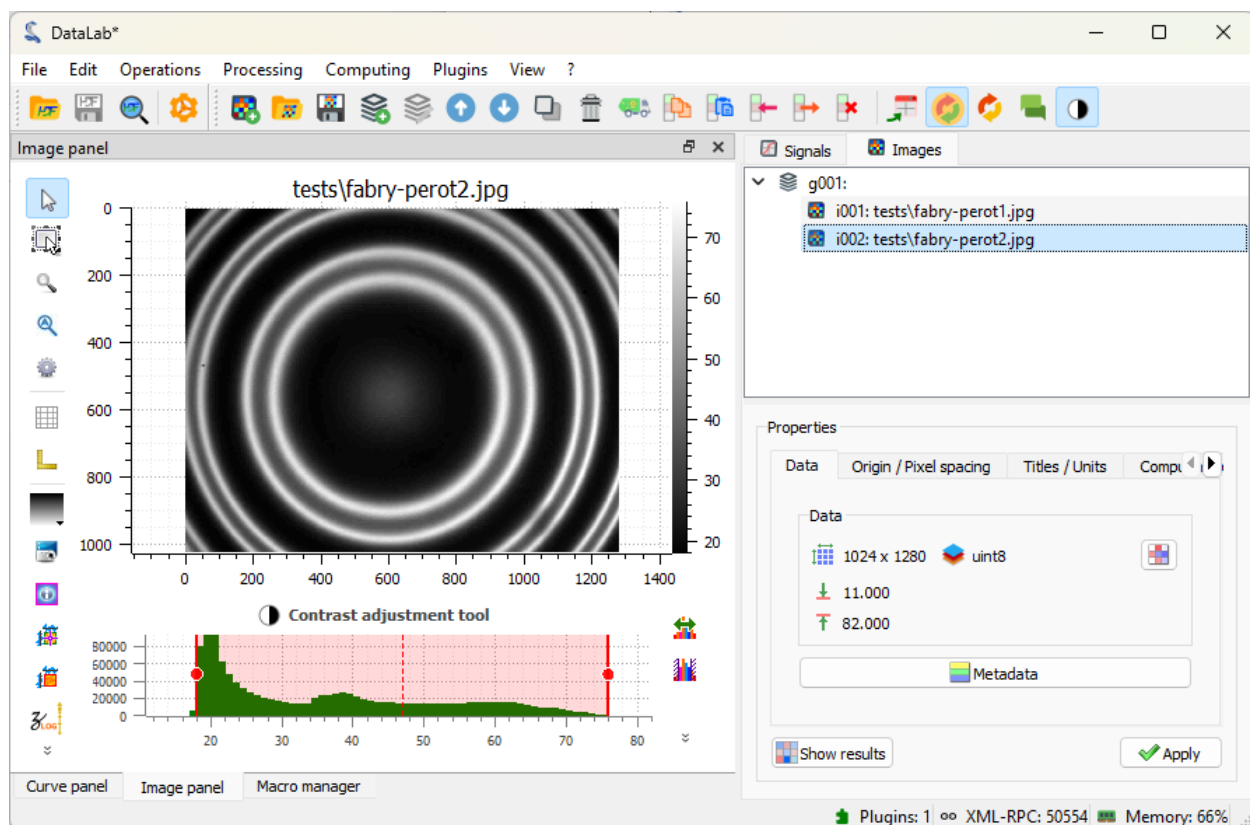 DataLab*
File Edit Operations Processing Computing Plugins View ?
Image panel
Signals Images
g001:
i001: tests\fabry-perot1.jpg
i002: tests\fabry-perot2.jpg
tests\fabry-perot2.jpg
0
200
400
600
800
1000
0 200 400 600 800 1000 1200 1400
70
60
50
40
30
20
Contrast adjustment tool
80000
60000
40000
20000
0
20 30 40 50 60 70 80
LOG
Properties
Data Origin / Pixel spacing Titles / Units
Data
1024 x 1280 uint8
11.000
82.000
Metadata
Show results Apply
Curve panel Image panel Macro manager
Plugins: 1 XML-RPC: 50554 Memory: 66%